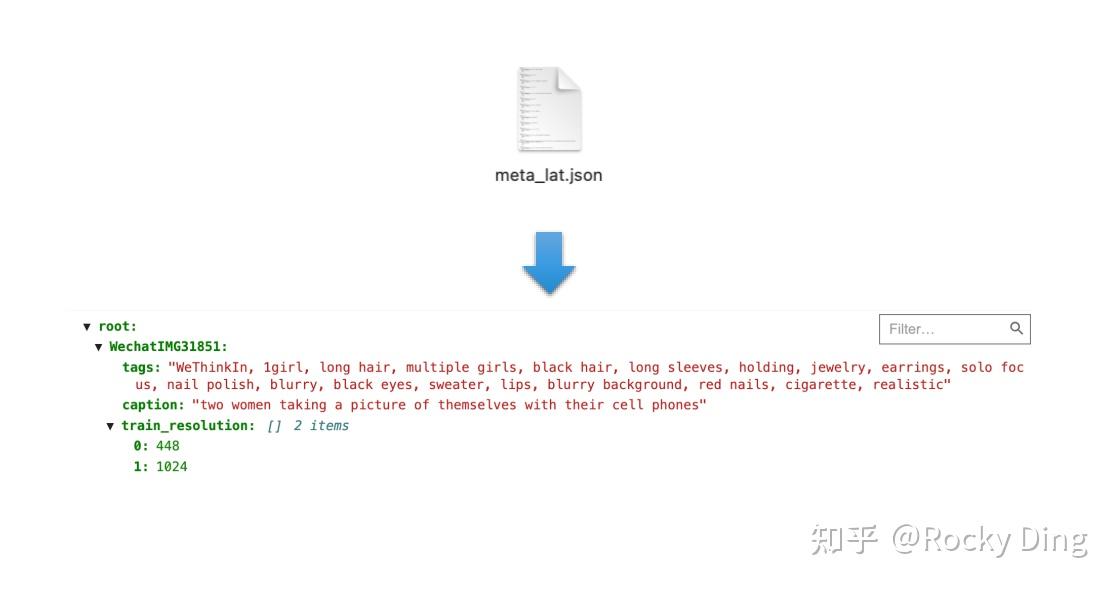 meta_lat.json
root:
Filter...
WechatIMG31851:
tags: "WeThinkIn, 1girl, long hair, multiple girls, black hair, long sleeves, holding, jewelry, earrings, solo foc
us, nail polish, blurry, black eyes, sweater, lips, blurry background, red nails, cigarette, realistic"
caption: "two women taking a picture of themselves with their cell phones"
train_resolution: [] 2 items
0: 448
1: 1024
知乎 @Rocky Ding